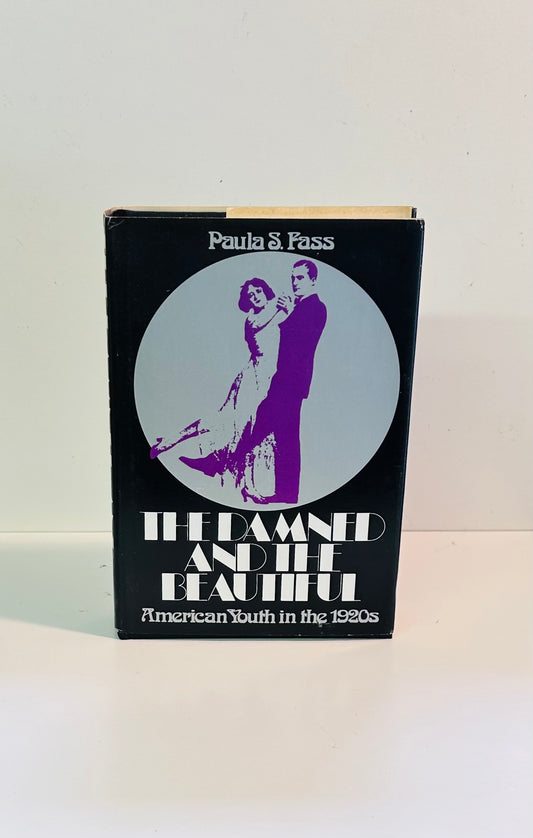 Paula S. Fass
THE DAMNED
AND THE
BEAUTIFUL
American Youth in the 1920s